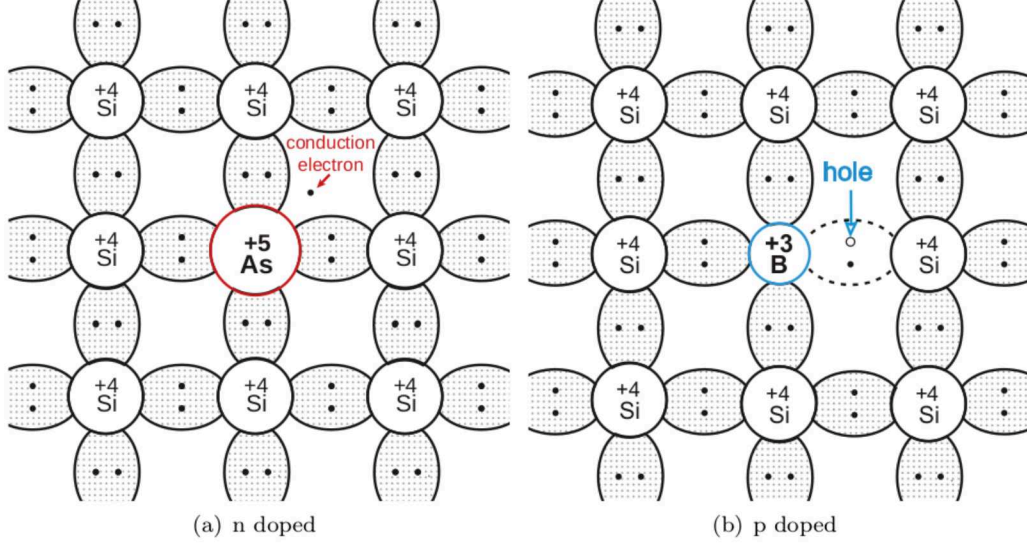 +4 Si +4 Si +4 Si
conduction
electron
+4 Si +5 As +4 Si
+4 Si +4 Si +4 Si
(a) n doped
+4 Si +4 Si +4 Si
hole
+4 Si +3 B +4 Si
+4 Si +4 Si +4 Si
(b) p doped